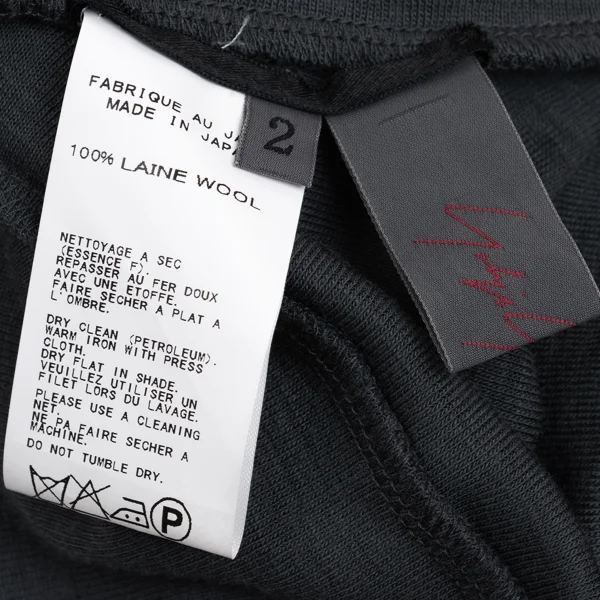 FABRIQUE AU JA
MADE IN JAPA
2
100% LAINE WOOL
NETTOYAGE A SEC
(ESSENCE F).
REPASSER AU FER DOUX
AVEC UNE ETOFFE.
FAIRE SECHER A PLAT A
L'OMBRE.
DRY CLEAN (PETROLEUM).
WARM IRON WITH PRESS
CLOTH.
DRY FLAT IN SHADE.
VEUILLEZ UTILISER UN
FILET LORS DU LAVAGE.
PLEASE USE A CLEANING
NET.
NE PA FAIRE SECHER A
MACHINE.
DO NOT TUMBLE DRY.
P